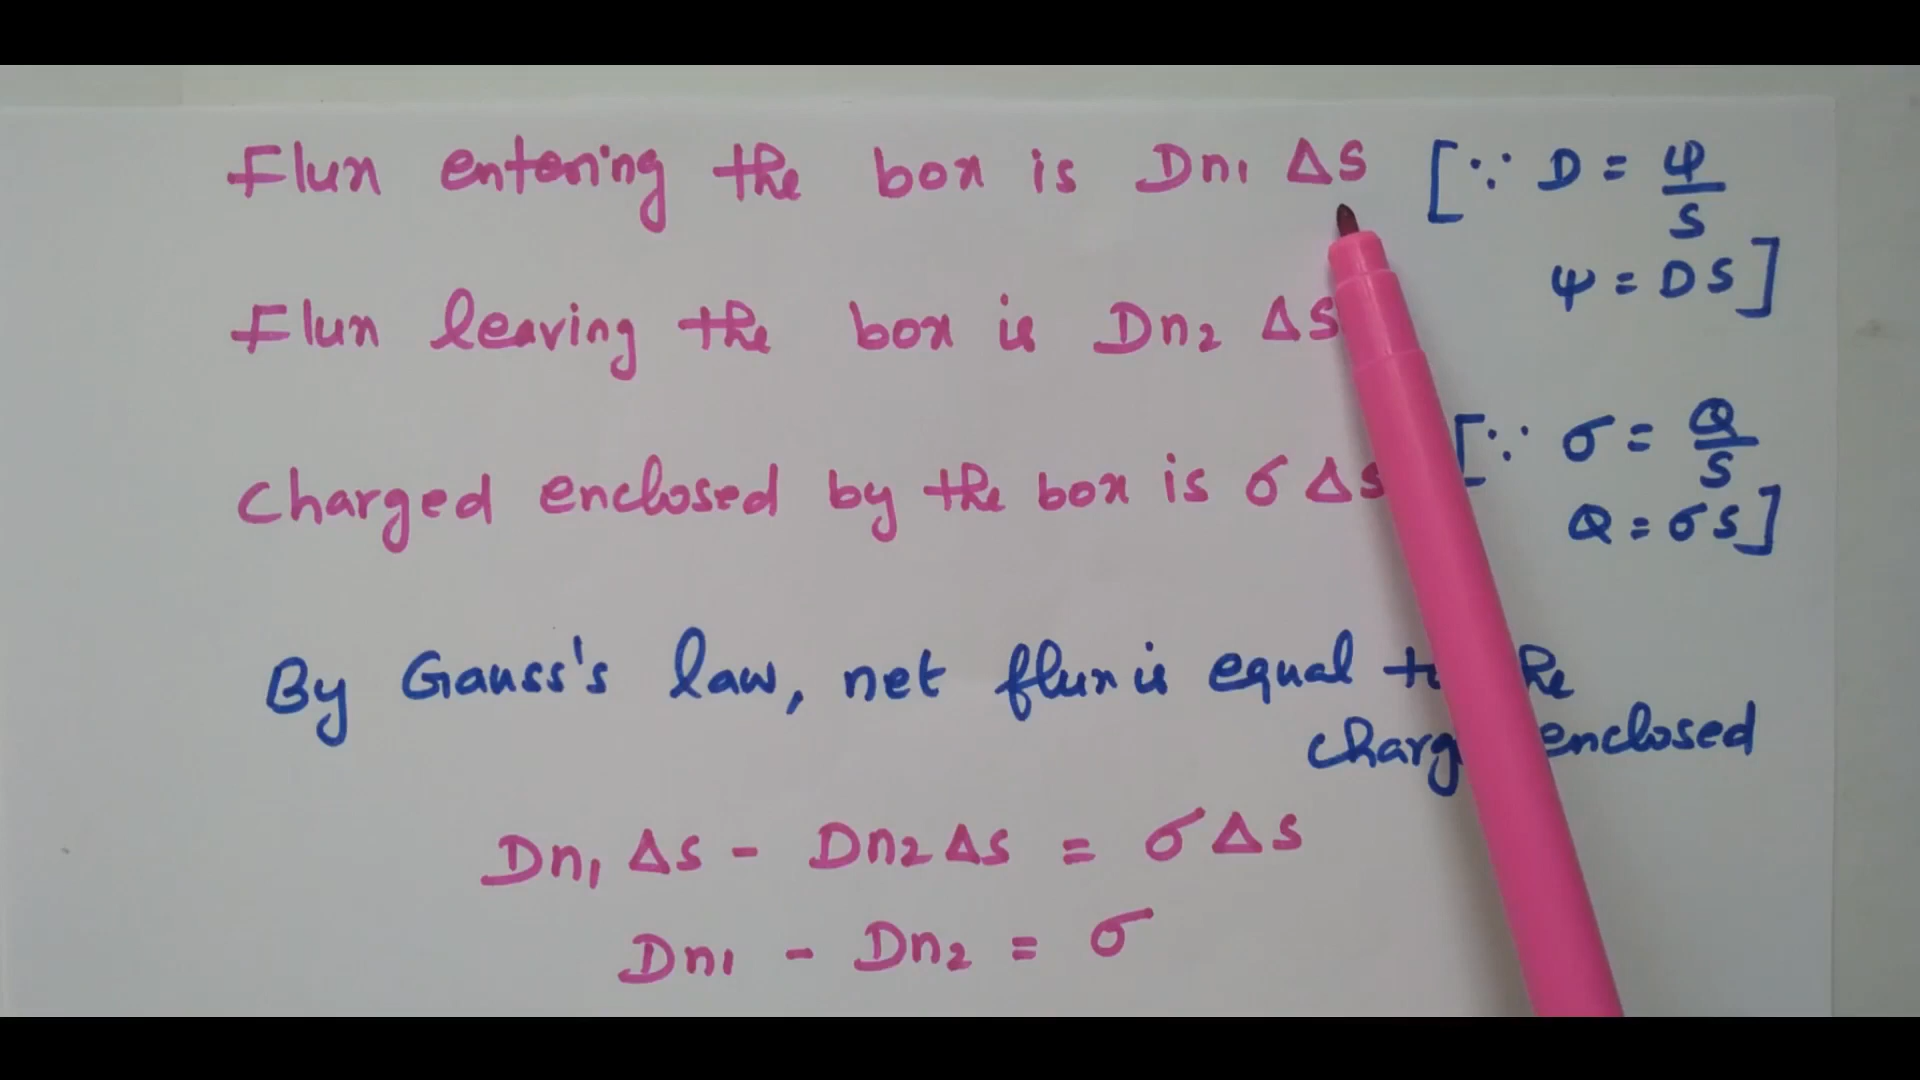 Flux entering the box is Dn1 ΔS [∵ D = ψ/S
ψ = DS]
Flux leaving the box is Dn2 ΔS
Charged enclosed by the box is σ ΔS [∵ σ = Q/S
Q = σS]
By Gauss's law, net flux is equal
charge enclosed
Dn1 ΔS - Dn2 ΔS = σ ΔS
Dn1 - Dn2 = σ